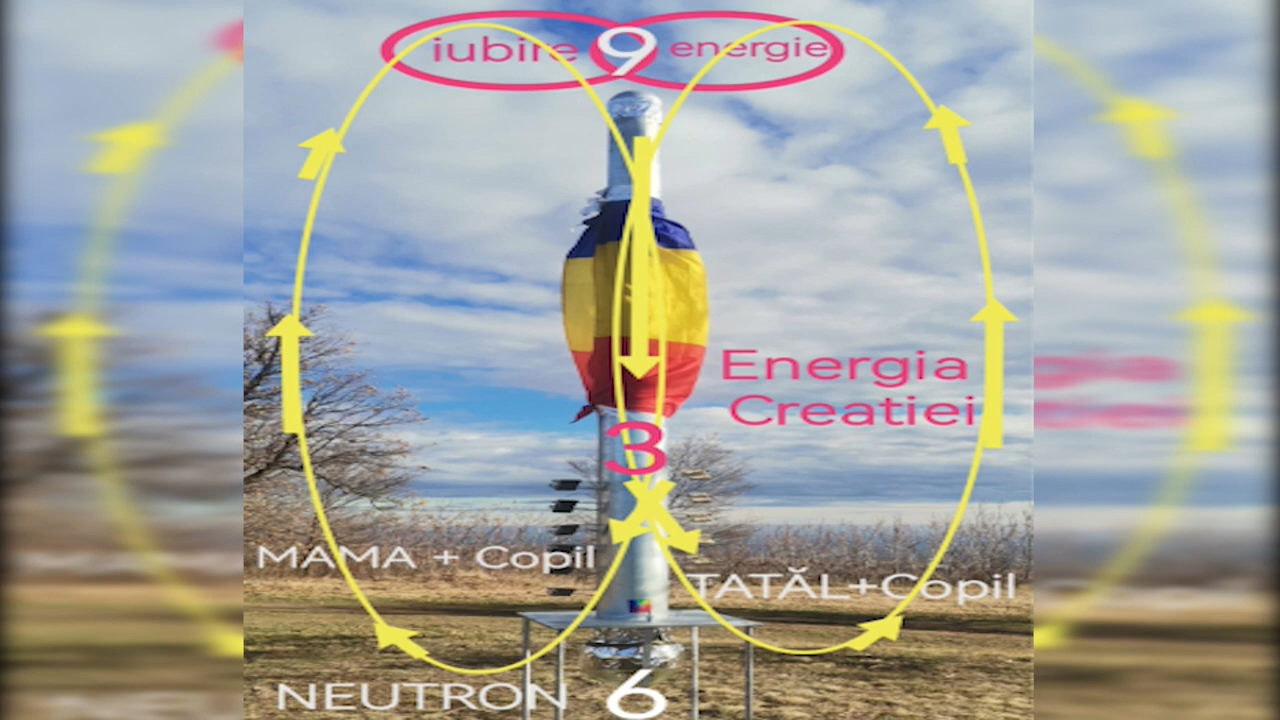 iubire 9 energie
Energia
Creatiei
3
MAMA + Copil
TATĂL+Copil
NEUTRON 6